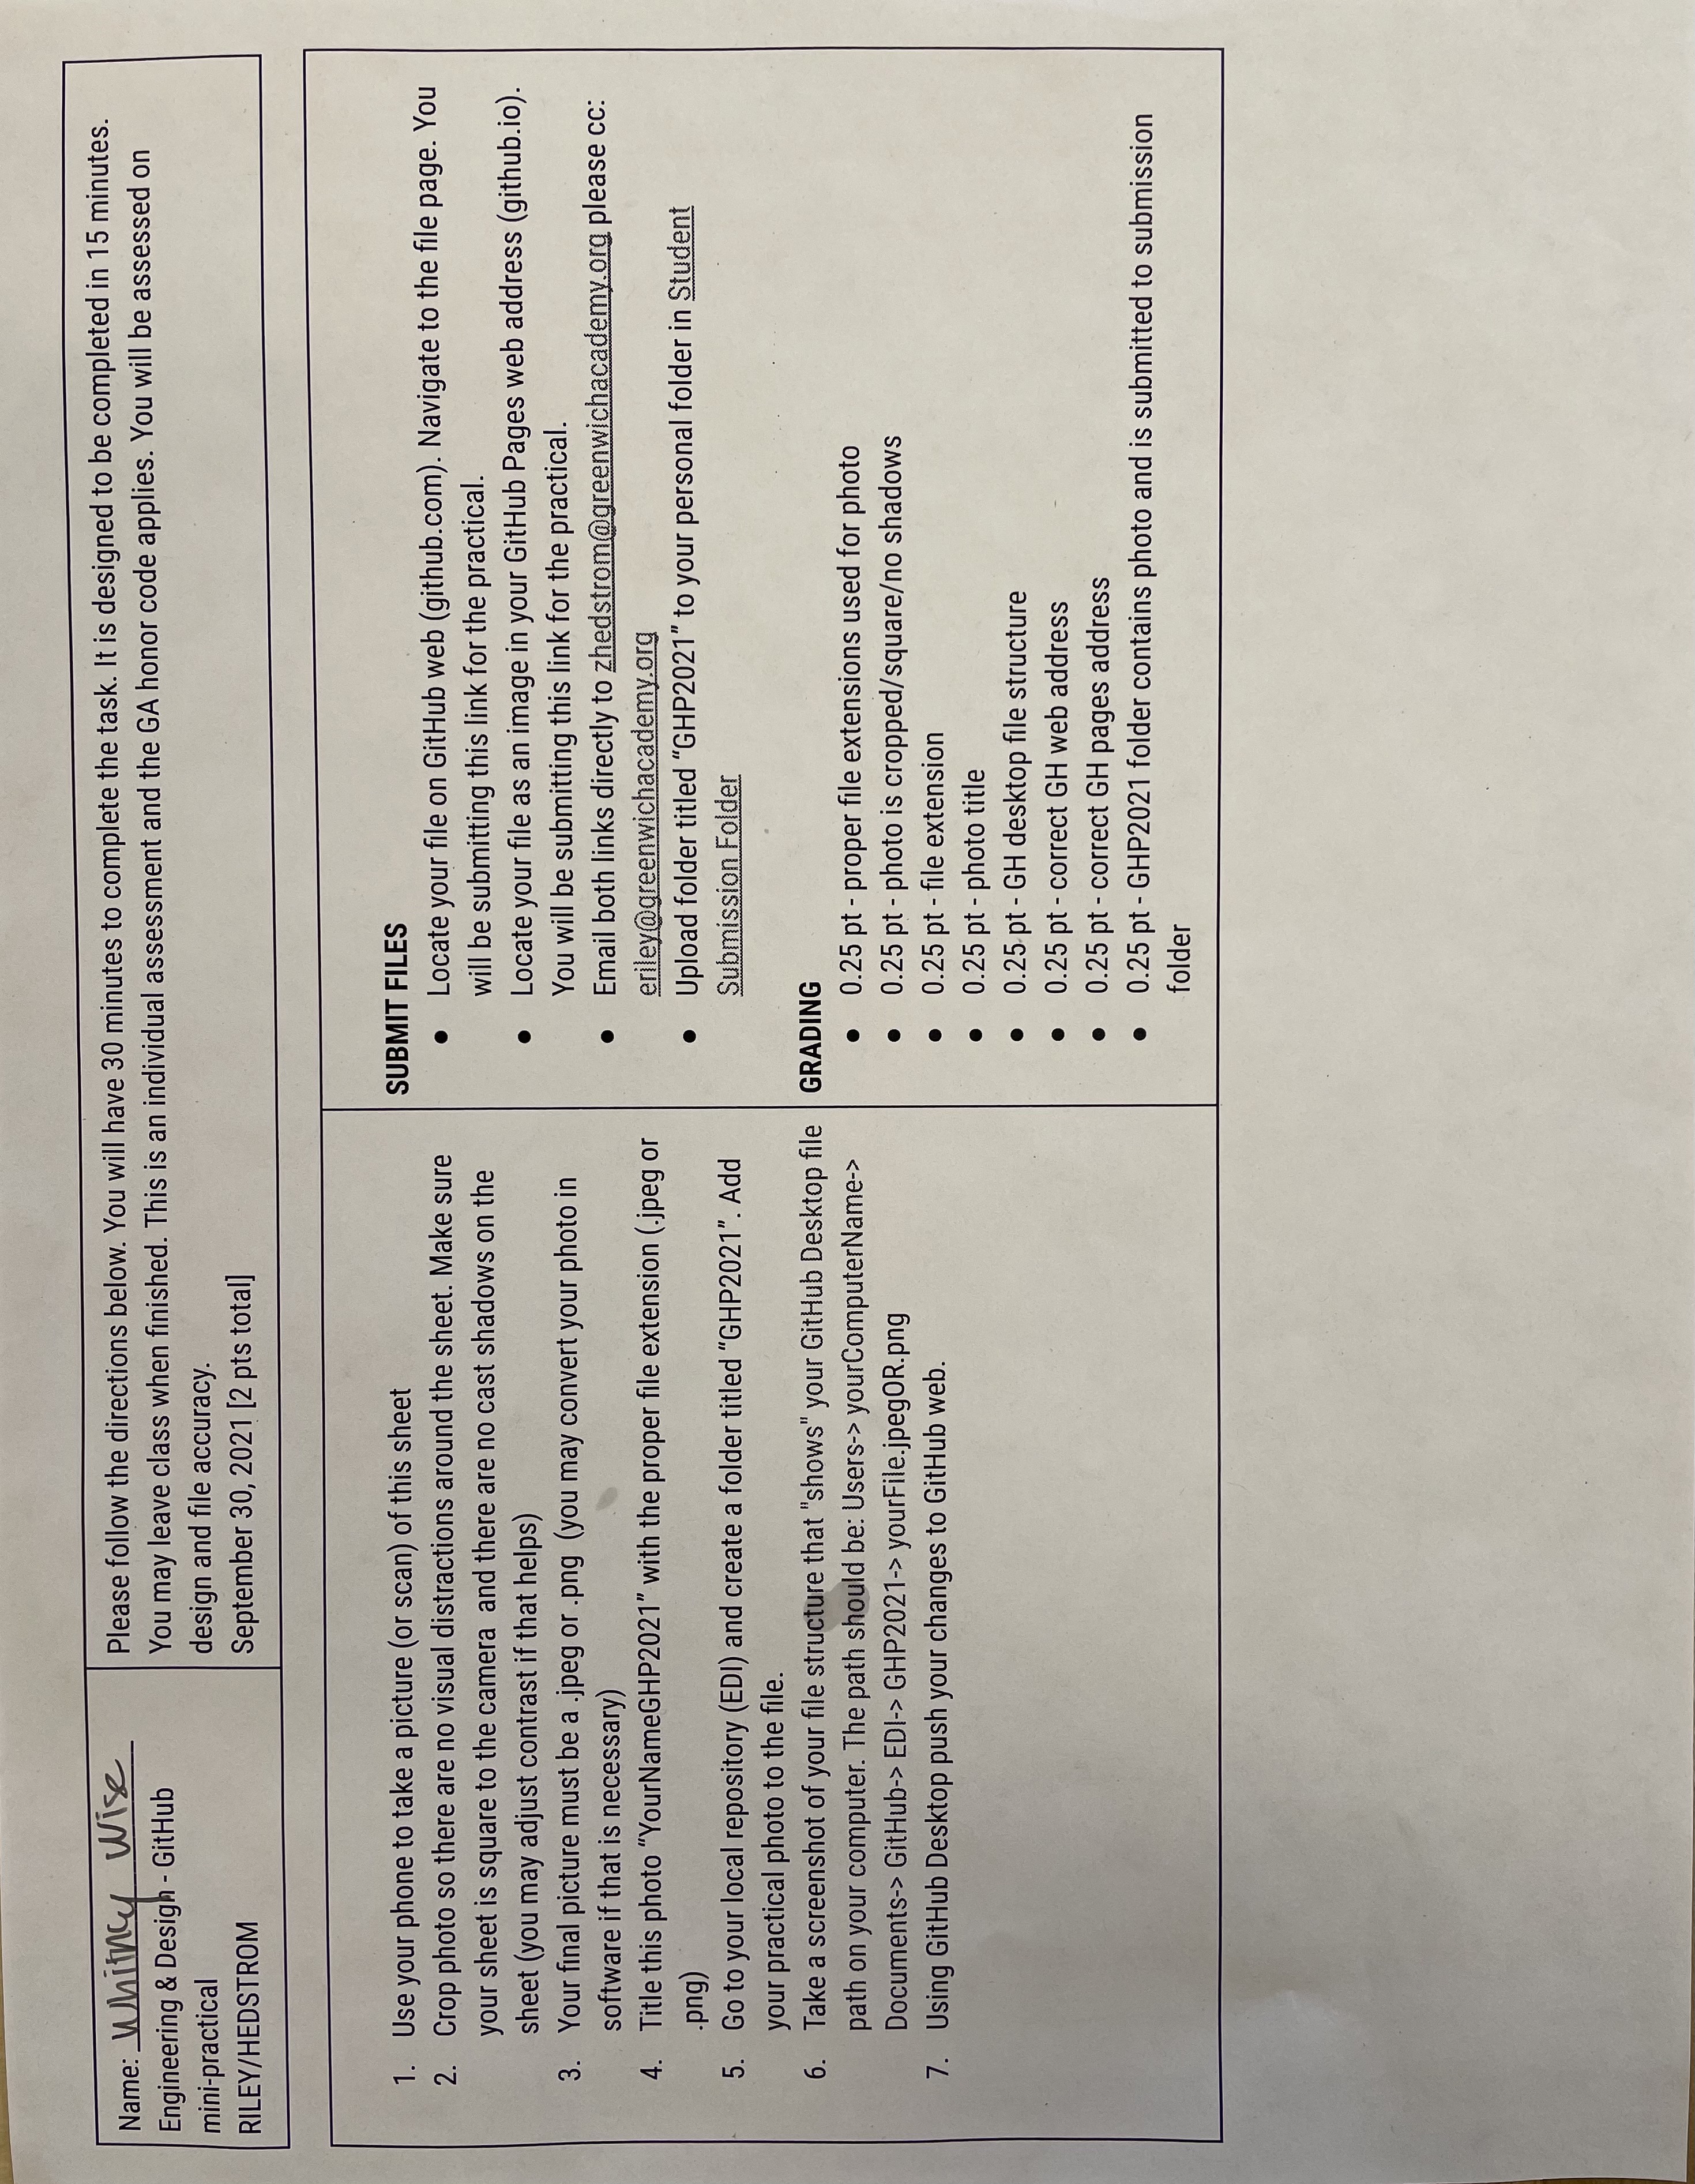 Name: Whitney Wise
Engineering & Design - GitHub
mini-practical
RILEY/HEDSTROM
Please follow the directions below. You will have 30 minutes to complete the task. It is designed to be completed in 15 minutes.
You may leave class when finished. This is an individual assessment and the GA honor code applies. You will be assessed on
design and file accuracy.
September 30, 2021 [2 pts total]
1. Use your phone to take a picture (or scan) of this sheet
2. Crop photo so there are no visual distractions around the sheet. Make sure
your sheet is square to the camera and there are no cast shadows on the
sheet (you may adjust contrast if that helps)
3. Your final picture must be a .jpeg or .png (you may convert your photo in
software if that is necessary)
4. Title this photo “YourNameGHP2021” with the proper file extension (.jpeg or
.png)
5. Go to your local repository (EDI) and create a folder titled “GHP2021”. Add
your practical photo to the file.
6. Take a screenshot of your file structure that "shows" your GitHub Desktop file
path on your computer. The path should be: Users-> yourComputerName->
Documents-> GitHub-> EDI-> GHP2021-> yourFile.jpegOR.png
7. Using GitHub Desktop push your changes to GitHub web.
SUBMIT FILES
● Locate your file on GitHub web (github.com). Navigate to the file page. You
will be submitting this link for the practical.
● Locate your file as an image in your GitHub Pages web address (github.io).
You will be submitting this link for the practical.
● Email both links directly to zhedstrom@greenwichacademy.org please cc:
eriley@greenwichacademy.org
● Upload folder titled “GHP2021” to your personal folder in Student
Submission Folder
GRADING
● 0.25 pt - proper file extensions used for photo
● 0.25 pt - photo is cropped/square/no shadows
● 0.25 pt - file extension
● 0.25 pt - photo title
● 0.25 pt - GH desktop file structure
● 0.25 pt - correct GH web address
● 0.25 pt - correct GH pages address
● 0.25 pt - GHP2021 folder contains photo and is submitted to submission
folder